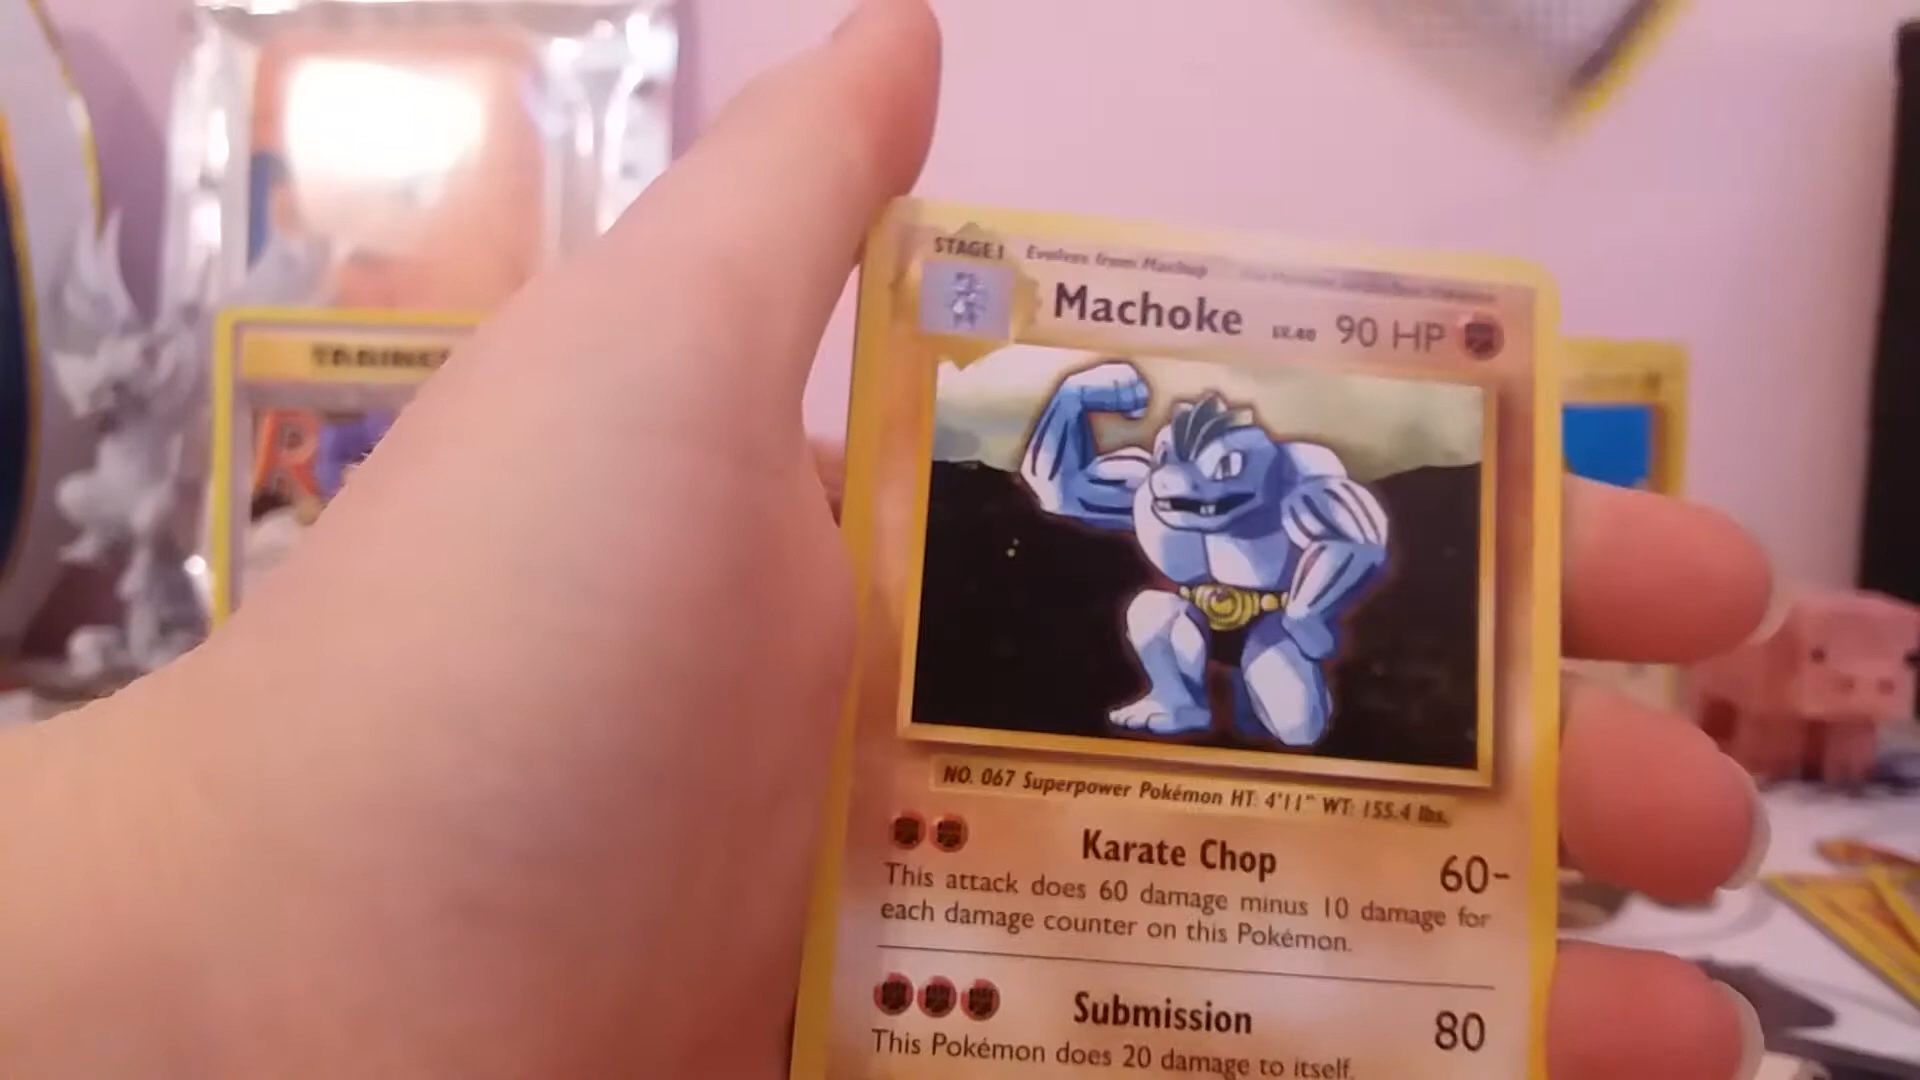 STAGE 1 Evolves from Machop
Machoke LV.40 90 HP
NO. 067 Superpower Pokémon HT: 4'11" WT: 155.4 lbs.
Karate Chop 60-
This attack does 60 damage minus 10 damage for
each damage counter on this Pokémon.
Submission 80
This Pokémon does 20 damage to itself.
R